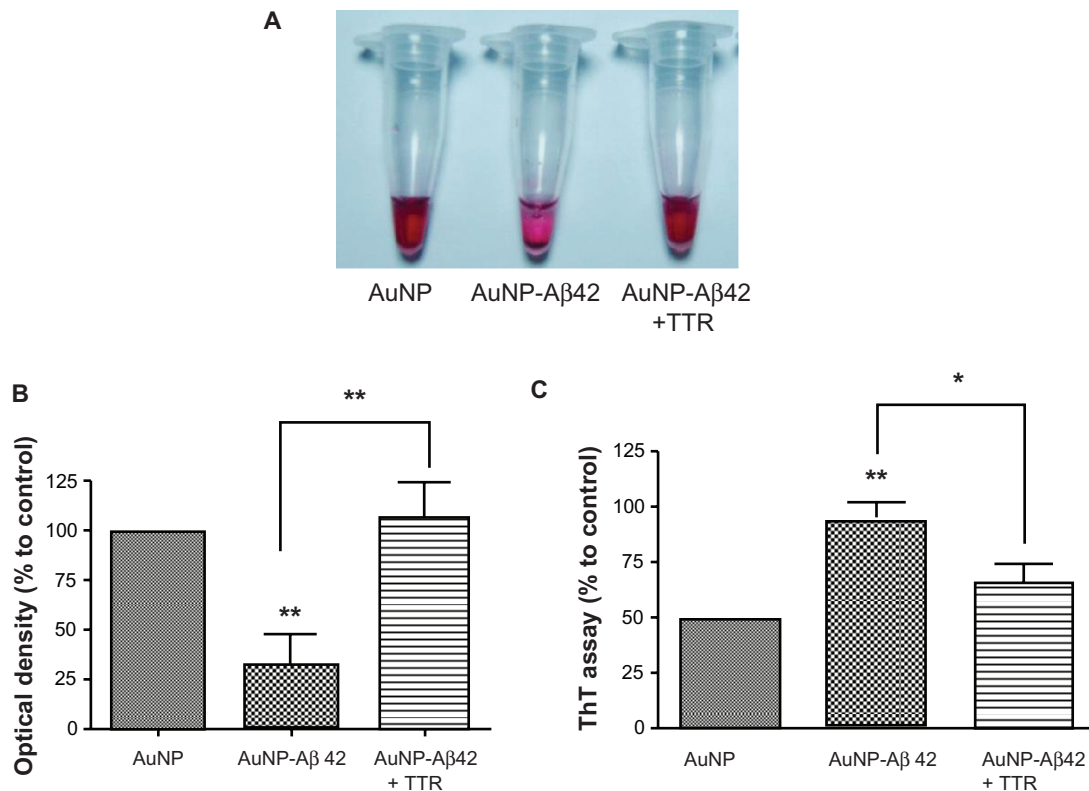 A
AuNP
AuNP-Aβ42
AuNP-Aβ42
+TTR
B
Optical density (% to control)
125
100
75
50
25
0
**
**
AuNP
AuNP-Aβ 42
AuNP-Aβ42
+ TTR
C
ThT assay (% to control)
125
100
75
50
25
0
**
*
AuNP
AuNP-Aβ 42
AuNP-Aβ42
+ TTR